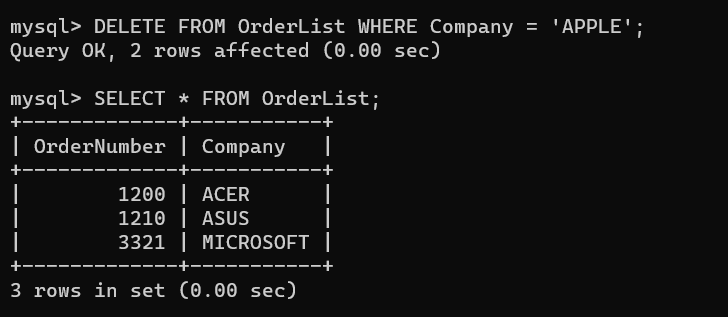 mysql> DELETE FROM OrderList WHERE Company = 'APPLE';
Query OK, 2 rows affected (0.00 sec)

mysql> SELECT * FROM OrderList;
+-------------+-----------+
| OrderNumber | Company   |
+-------------+-----------+
|        1200 | ACER      |
|        1210 | ASUS      |
|        3321 | MICROSOFT |
+-------------+-----------+
3 rows in set (0.00 sec)